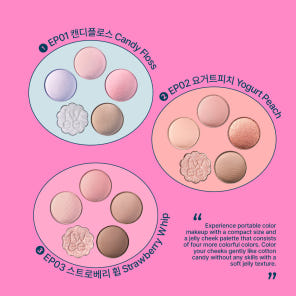 1 EP01 캔디플로스 Candy Floss
2 EP02 요거트피치 Yogurt Peach
3 EP03 스트로베리 휩 Strawberry Whip
“
Experience portable color
makeup with a compact size and
a jelly cheek palette that consists
of four more colorful colors. Color
your cheeks gently like cotton
candy without any skills with a
soft jelly texture.
”